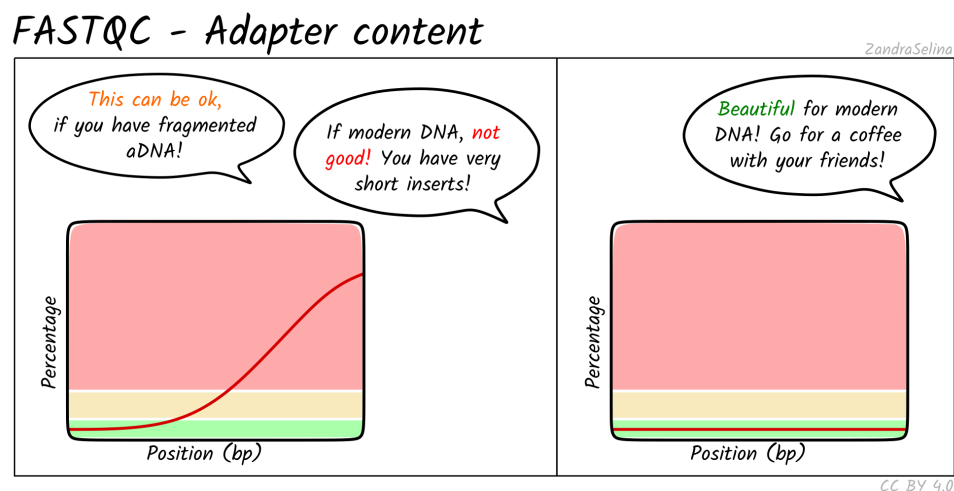 FASTQC - Adapter content
ZandraSelina
This can be ok,
if you have fragmented
aDNA!
If modern DNA, not
good! You have very
short inserts!
Percentage
Position (bp)
Beautiful for modern
DNA! Go for a coffee
with your friends!
Percentage
Position (bp)
CC BY 4.0